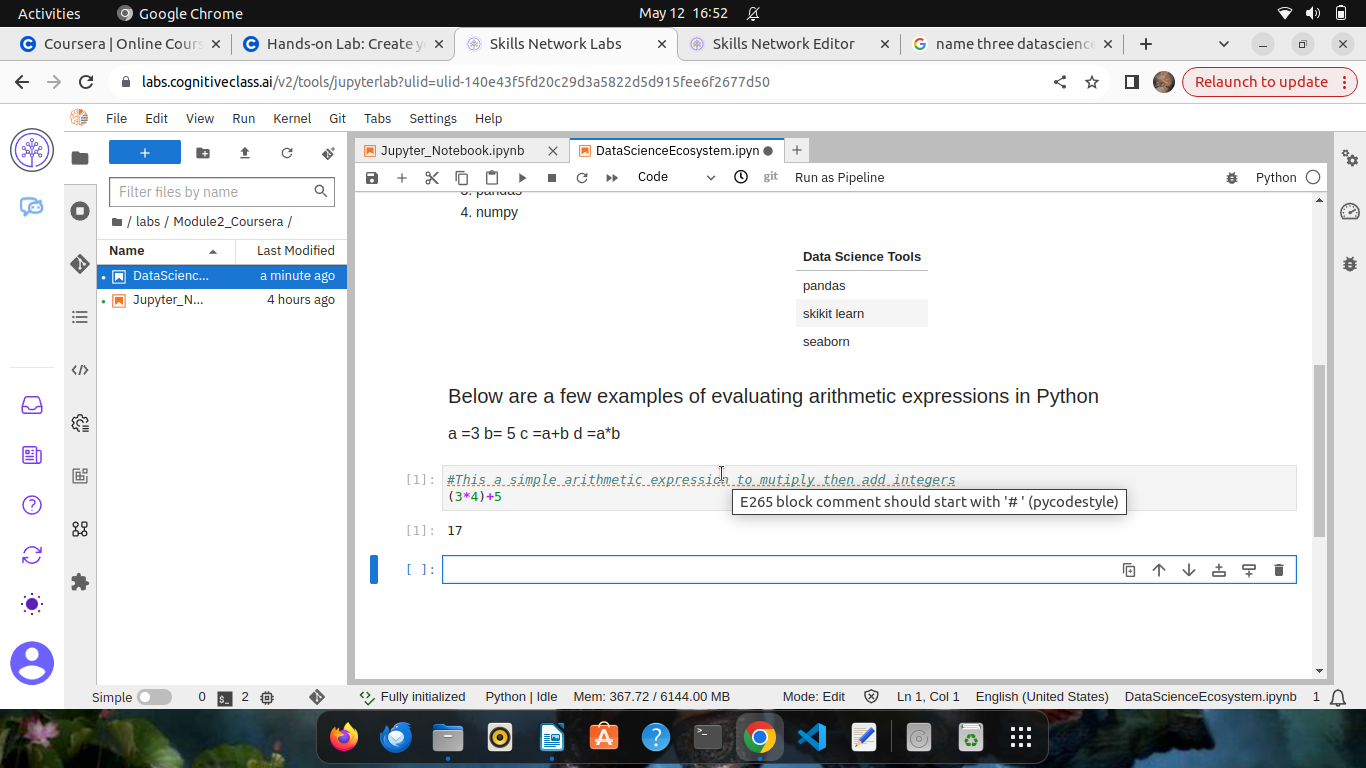 Activities
Google Chrome
May 12 16:52
Coursera | Online Cours
Hands-on Lab: Create y
Skills Network Labs
Skills Network Editor
name three datascience
labs.cognitiveclass.ai/v2/tools/jupyterlab?ulid=ulid-140e43f5fd20c29d3a5822d5d915fee6f2677d50
Relaunch to update
File Edit View Run Kernel Git Tabs Settings Help
Jupyter_Notebook.ipynb
DataScienceEcosystem.ipyn
Code
git
Run as Pipeline
Python
Filter files by name
/ labs / Module2_Coursera /
Name
Last Modified
DataScienc...
a minute ago
Jupyter_N...
4 hours ago
3. pandas
4. numpy
Data Science Tools
pandas
skikit learn
seaborn
Below are a few examples of evaluating arithmetic expressions in Python
a =3 b= 5 c =a+b d =a*b
[1]:
#This a simple arithmetic expression to mutiply then add integers
(3*4)+5
E265 block comment should start with '# ' (pycodestyle)
[1]: 17
[ ]:
Simple
0
2
Fully initialized
Python | Idle
Mem: 367.72 / 6144.00 MB
Mode: Edit
Ln 1, Col 1
English (United States)
DataScienceEcosystem.ipynb
1